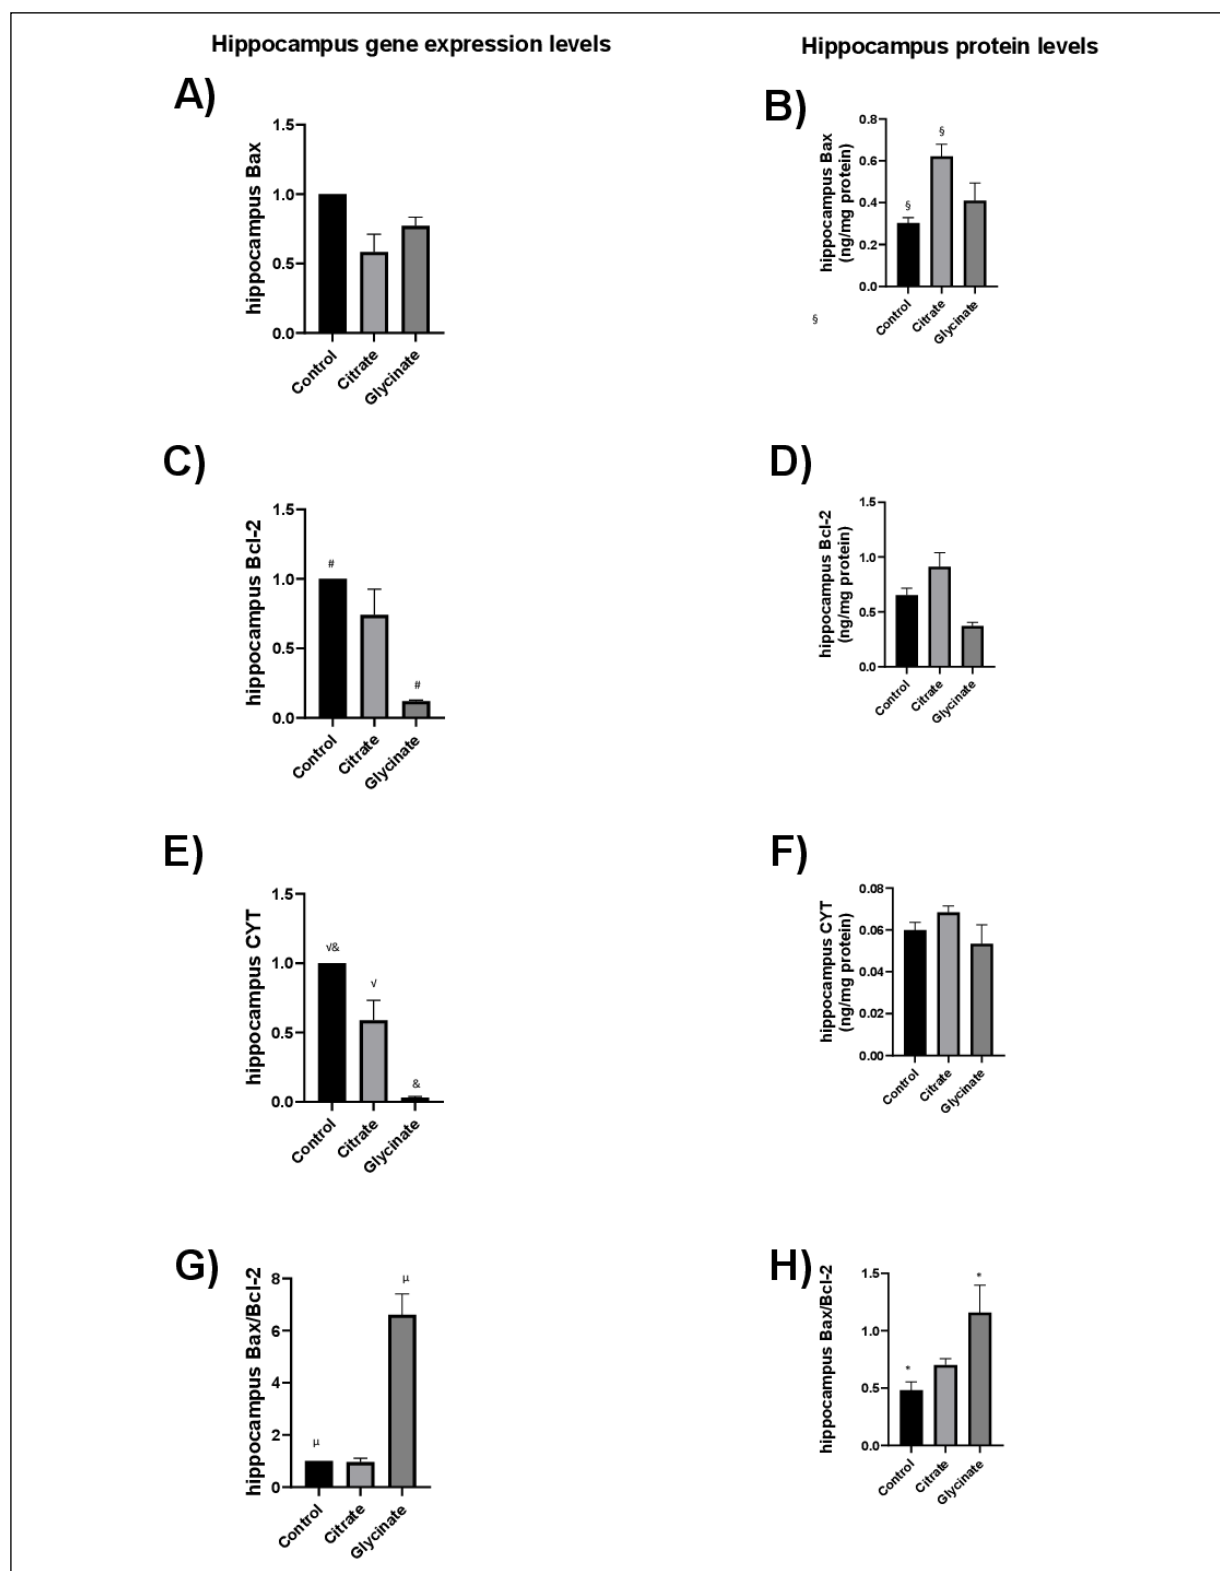 Hippocampus gene expression levels
Hippocampus protein levels
A)
hippocampus Bax
1.5
1.0
0.5
0.0
Control
Citrate
Glycinate
B)
hippocampus Bax
(ng/mg protein)
0.8
0.6
0.4
0.2
0.0
§
§
Control
Citrate
Glycinate
§
C)
hippocampus Bcl-2
1.5
1.0
0.5
0.0
#
#
Control
Citrate
Glycinate
D)
hippocampus Bcl-2
(ng/mg protein)
1.5
1.0
0.5
0.0
Control
Citrate
Glycinate
E)
hippocampus CYT
1.5
1.0
0.5
0.0
√&
√
&
Control
Citrate
Glycinate
F)
hippocampus CYT
(ng/mg protein)
0.08
0.06
0.04
0.02
0.00
Control
Citrate
Glycinate
G)
hippocampus Bax/Bcl-2
8
6
4
2
0
µ
µ
Control
Citrate
Glycinate
H)
hippocampus Bax/Bcl-2
1.5
1.0
0.5
0.0
*
*
Control
Citrate
Glycinate